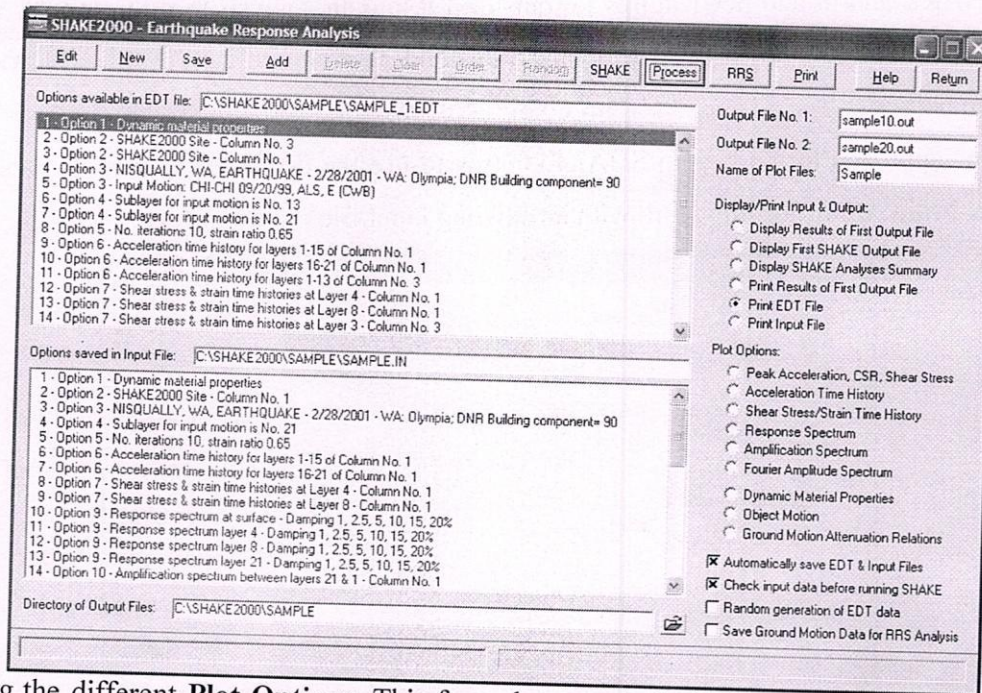 SHAKE2000 - Earthquake Response Analysis
Edit New Save Add Delete Clear Order Random SHAKE Process RRS Print Help Return
Options available in EDT file: C:\SHAKE2000\SAMPLE\SAMPLE_1.EDT
1 - Option 1 - Dynamic material properties
2 - Option 2 - SHAKE2000 Site - Column No. 3
3 - Option 2 - SHAKE2000 Site - Column No. 1
4 - Option 3 - NISQUALLY, WA, EARTHQUAKE - 2/28/2001 - WA: Olympia; DNR Building component= 90
5 - Option 3 - Input Motion: CHI-CHI 09/20/99, ALS, E (CWB)
6 - Option 4 - Sublayer for input motion is No. 13
7 - Option 4 - Sublayer for input motion is No. 21
8 - Option 5 - No. iterations 10, strain ratio 0.65
9 - Option 6 - Acceleration time history for layers 1-15 of Column No. 1
10 - Option 6 - Acceleration time history for layers 16-21 of Column No. 1
11 - Option 6 - Acceleration time history for layers 1-13 of Column No. 3
12 - Option 7 - Shear stress & strain time histories at Layer 4 - Column No. 1
13 - Option 7 - Shear stress & strain time histories at Layer 8 - Column No. 1
14 - Option 7 - Shear stress & strain time histories at Layer 3 - Column No. 3
Options saved in Input File: C:\SHAKE2000\SAMPLE\SAMPLE.IN
1 - Option 1 - Dynamic material properties
2 - Option 2 - SHAKE2000 Site - Column No. 1
3 - Option 3 - NISQUALLY, WA, EARTHQUAKE - 2/28/2001 - WA: Olympia; DNR Building component= 90
4 - Option 4 - Sublayer for input motion is No. 21
5 - Option 5 - No. iterations 10, strain ratio 0.65
6 - Option 6 - Acceleration time history for layers 1-15 of Column No. 1
7 - Option 6 - Acceleration time history for layers 16-21 of Column No. 1
8 - Option 7 - Shear stress & strain time histories at Layer 4 - Column No. 1
9 - Option 7 - Shear stress & strain time histories at Layer 8 - Column No. 1
10 - Option 9 - Response spectrum at surface - Damping 1, 2.5, 5, 10, 15, 20%
11 - Option 9 - Response spectrum layer 4 - Damping 1, 2.5, 5, 10, 15, 20%
12 - Option 9 - Response spectrum layer 8 - Damping 1, 2.5, 5, 10, 15, 20%
13 - Option 9 - Response spectrum layer 21 - Damping 1, 2.5, 5, 10, 15, 20%
14 - Option 10 - Amplification spectrum between layers 21 & 1 - Column No. 1
Directory of Output Files: C:\SHAKE2000\SAMPLE
Output File No. 1: sample10.out
Output File No. 2: sample20.out
Name of Plot Files: Sample
Display/Print Input & Output:
Display Results of First Output File
Display First SHAKE Output File
Display SHAKE Analyses Summary
Print Results of First Output File
Print EDT File
Print Input File
Plot Options:
Peak Acceleration, CSR, Shear Stress
Acceleration Time History
Shear Stress/Strain Time History
Response Spectrum
Amplification Spectrum
Fourier Amplitude Spectrum
Dynamic Material Properties
Object Motion
Ground Motion Attenuation Relations
Automatically save EDT & Input Files
Check input data before running SHAKE
Random generation of EDT data
Save Ground Motion Data for RRS Analysis
the different Plot Options. This